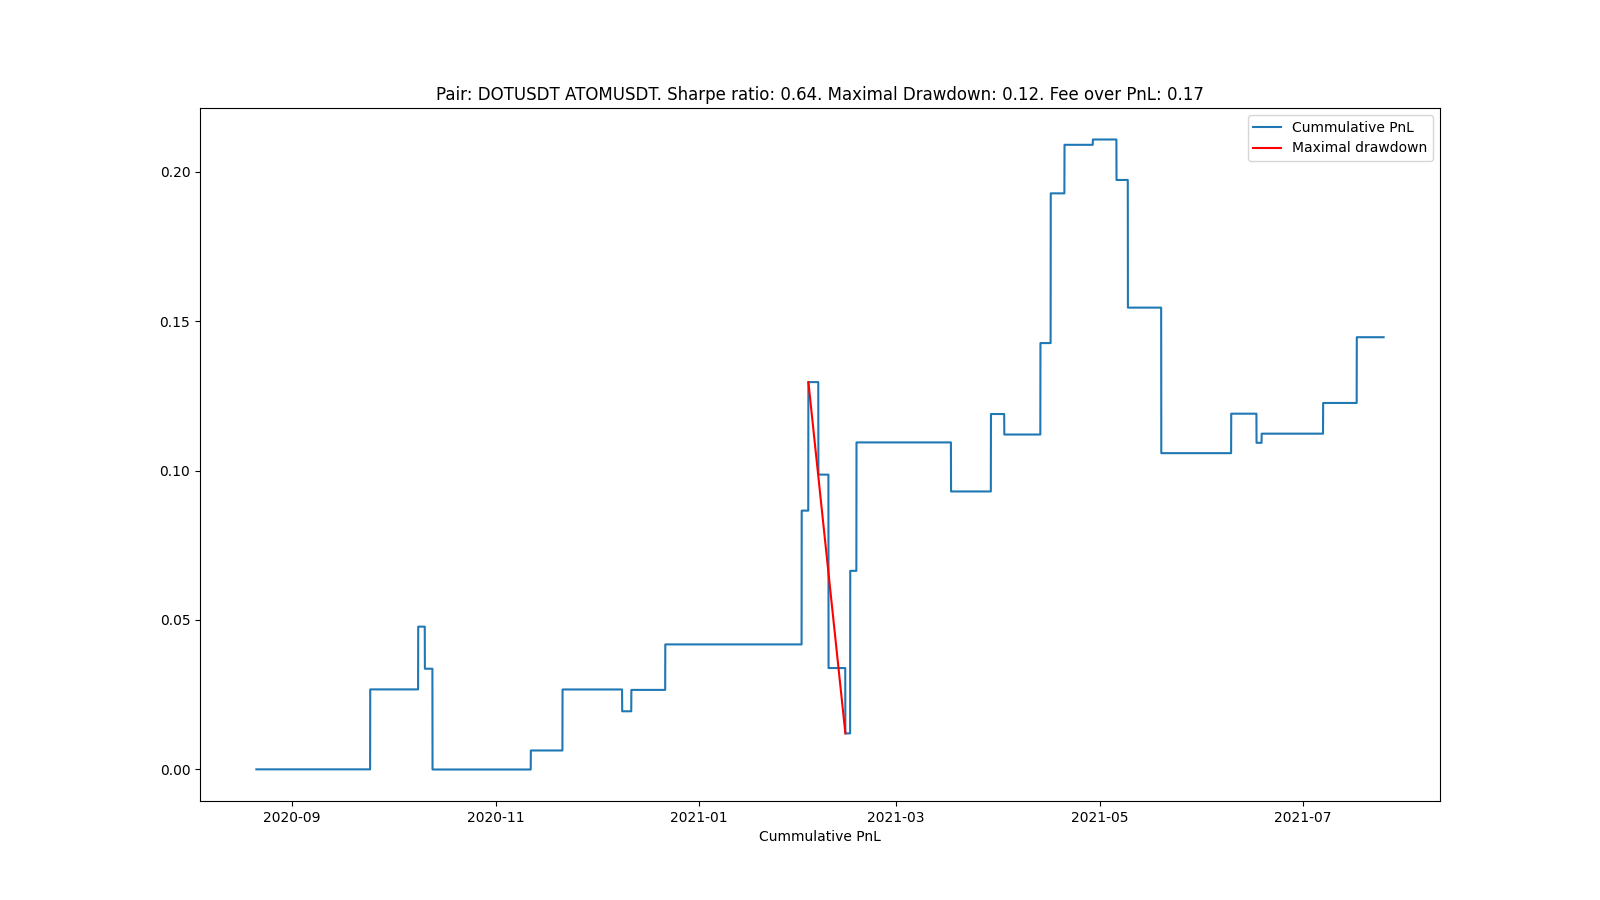 Pair: DOTUSDT ATOMUSDT. Sharpe ratio: 0.64. Maximal Drawdown: 0.12. Fee over PnL: 0.17
Cummulative PnL
Maximal drawdown
0.20
0.15
0.10
0.05
0.00
2020-09 2020-11 2021-01 2021-03 2021-05 2021-07
Cummulative PnL